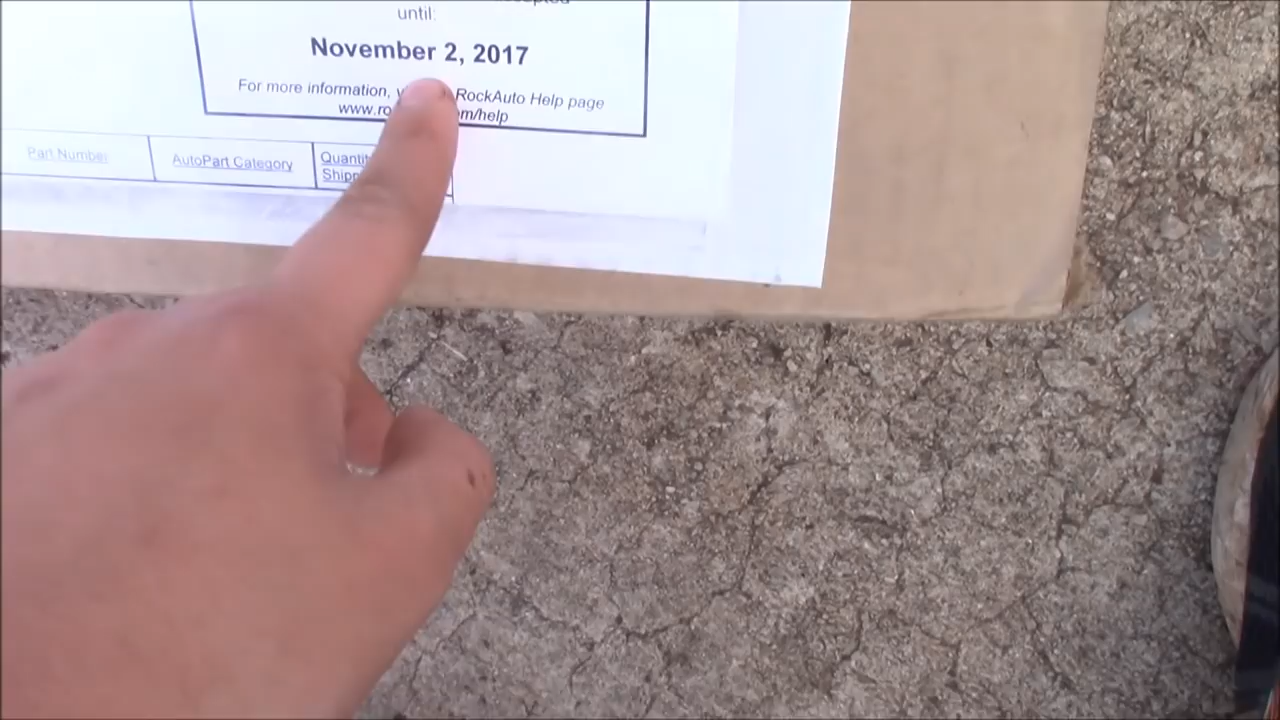 accepted
until:
November 2, 2017
For more information, RockAuto Help page
www.ro m/help
Part Number
AutoPart Category
Quantit
Shipp